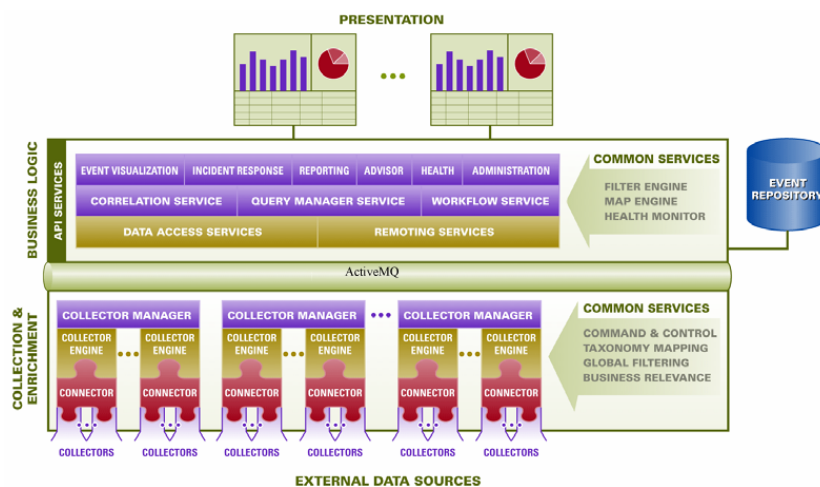 PRESENTATION
BUSINESS LOGIC
API SERVICES
EVENT VISUALIZATION
INCIDENT RESPONSE
REPORTING
ADVISOR
HEALTH
ADMINISTRATION
CORRELATION SERVICE
QUERY MANAGER SERVICE
WORKFLOW SERVICE
DATA ACCESS SERVICES
REMOTING SERVICES
COMMON SERVICES
FILTER ENGINE
MAP ENGINE
HEALTH MONITOR
EVENT
REPOSITORY
ActiveMQ
COLLECTION &
ENRICHMENT
COLLECTOR MANAGER
COLLECTOR MANAGER
COLLECTOR MANAGER
COLLECTOR
ENGINE
COLLECTOR
ENGINE
COLLECTOR
ENGINE
COLLECTOR
ENGINE
COLLECTOR
ENGINE
COLLECTOR
ENGINE
CONNECTOR
CONNECTOR
CONNECTOR
CONNECTOR
CONNECTOR
CONNECTOR
COLLECTORS
COLLECTORS
COLLECTORS
COLLECTORS
COLLECTORS
COLLECTORS
COMMON SERVICES
COMMAND & CONTROL
TAXONOMY MAPPING
GLOBAL FILTERING
BUSINESS RELEVANCE
EXTERNAL DATA SOURCES